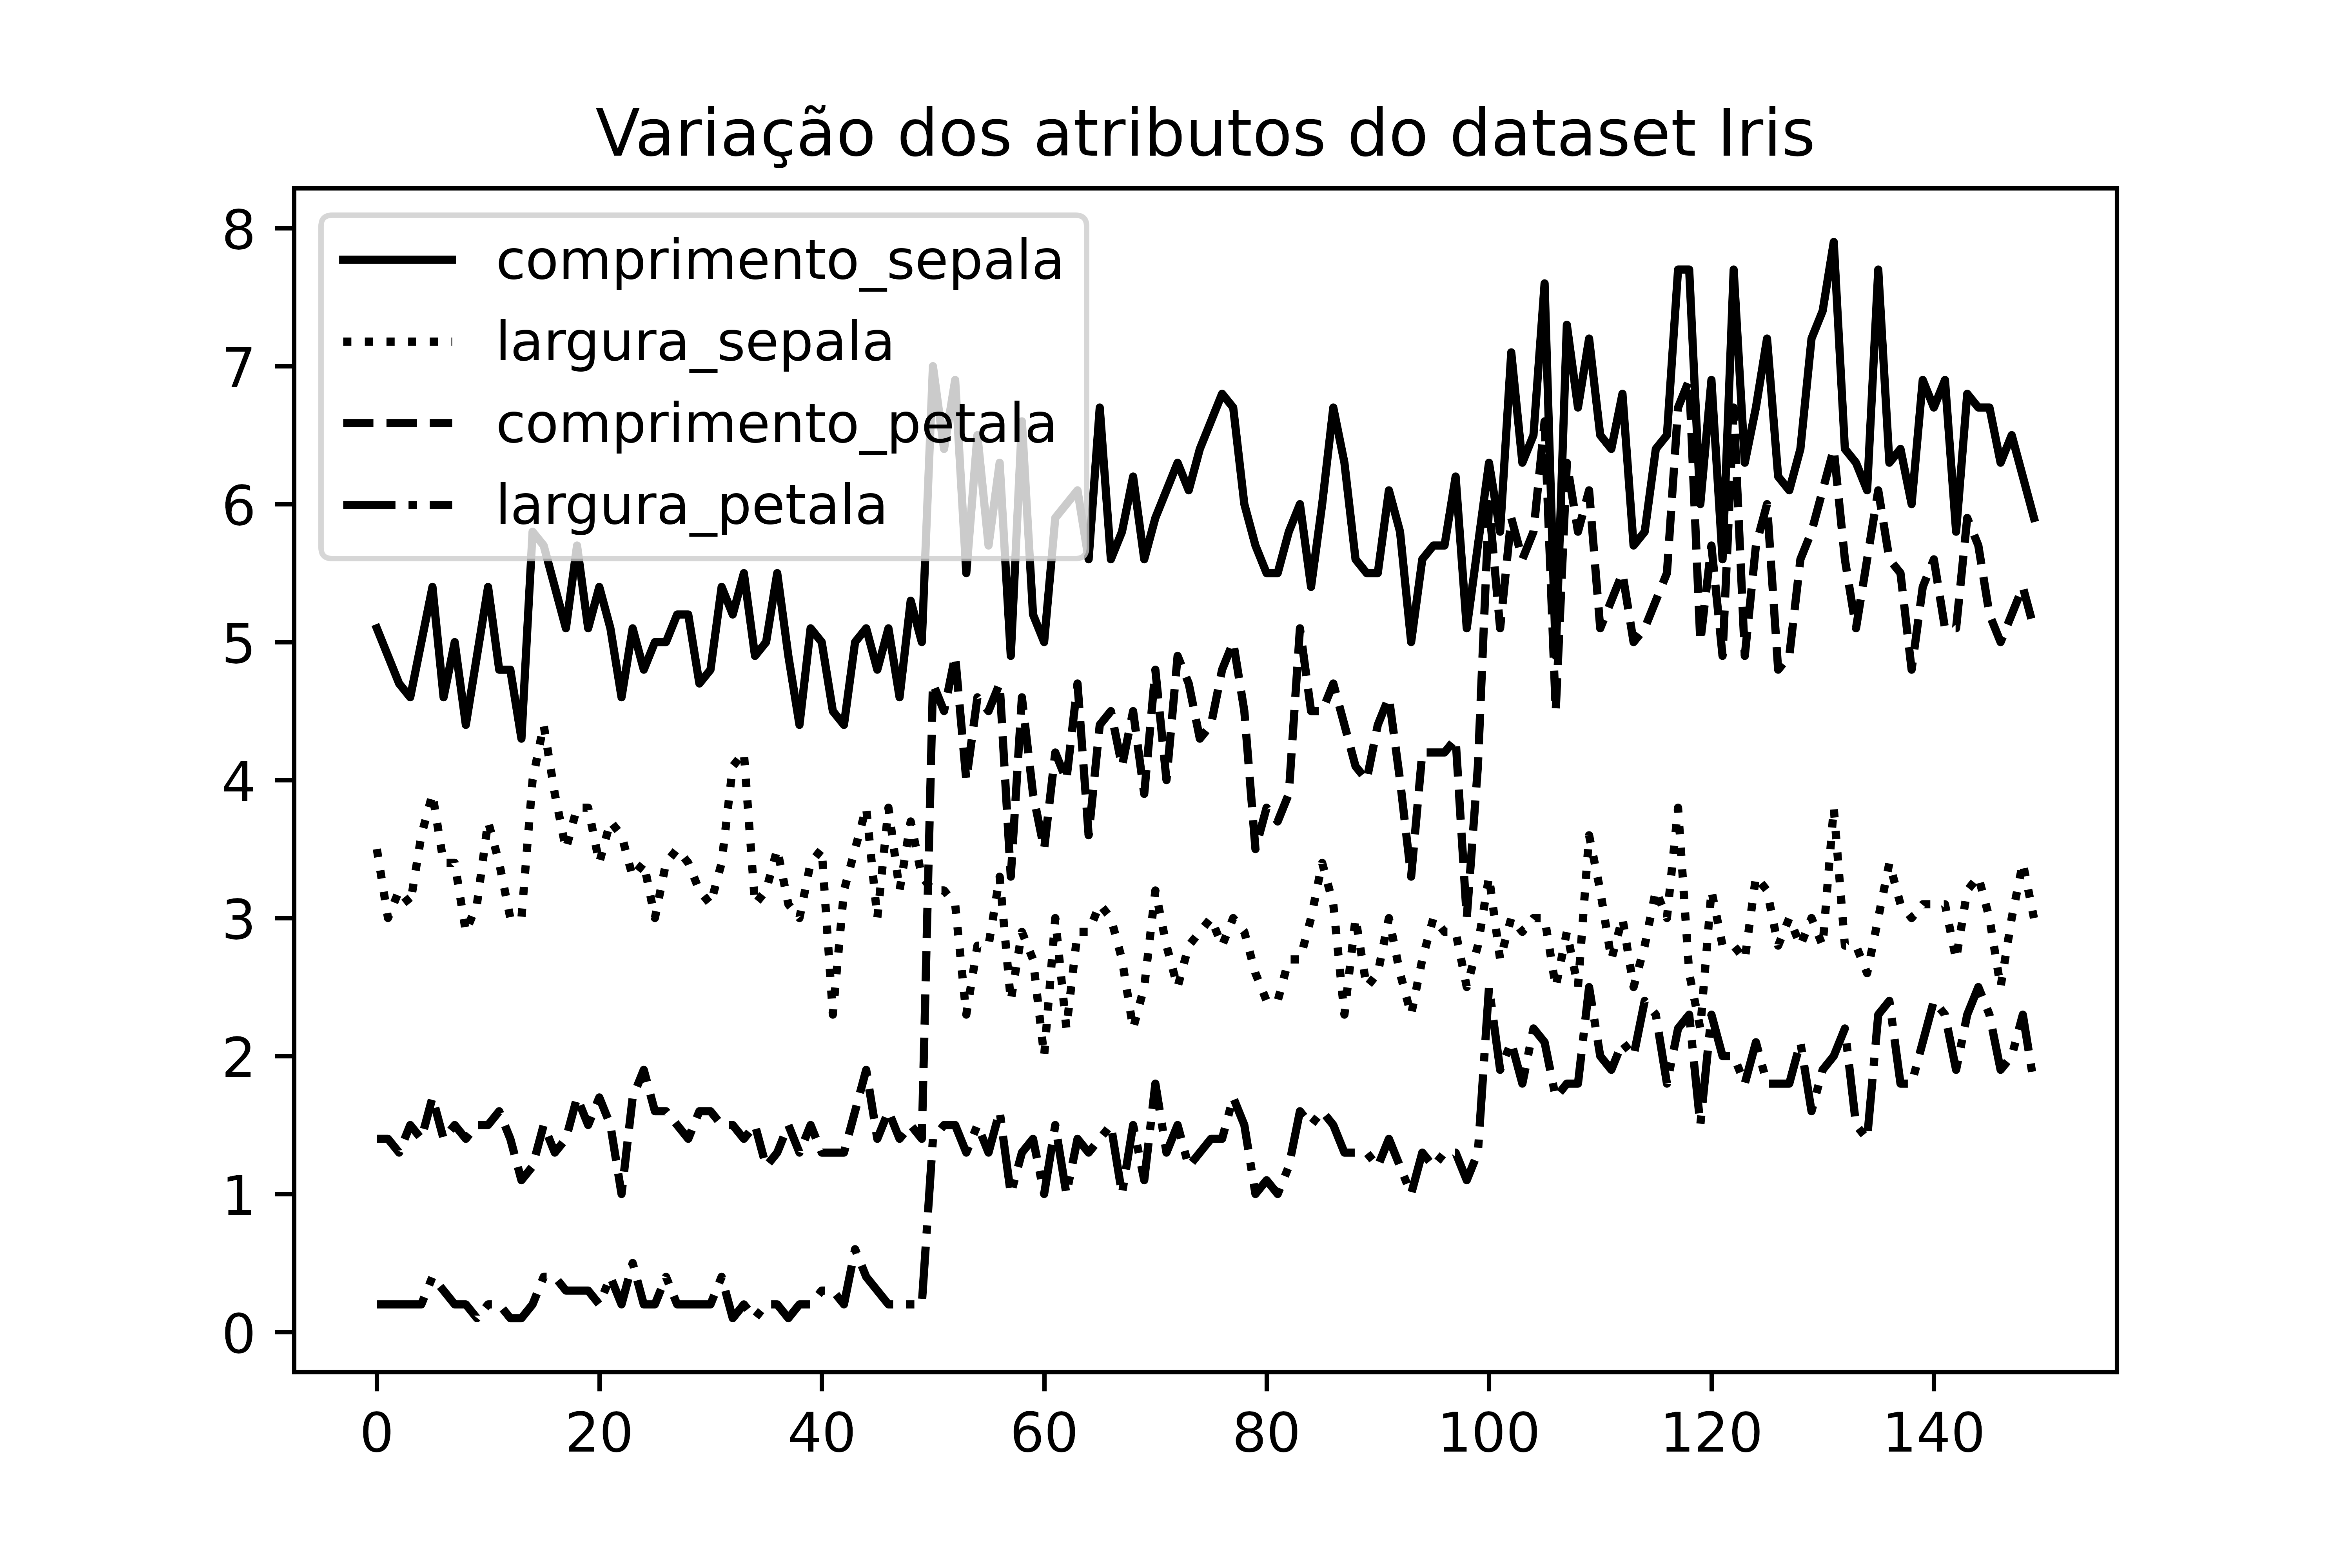 Variação dos atributos do dataset Iris
comprimento_sepala
largura_sepala
comprimento_petala
largura_petala
8
7
6
5
4
3
2
1
0
0 20 40 60 80 100 120 140